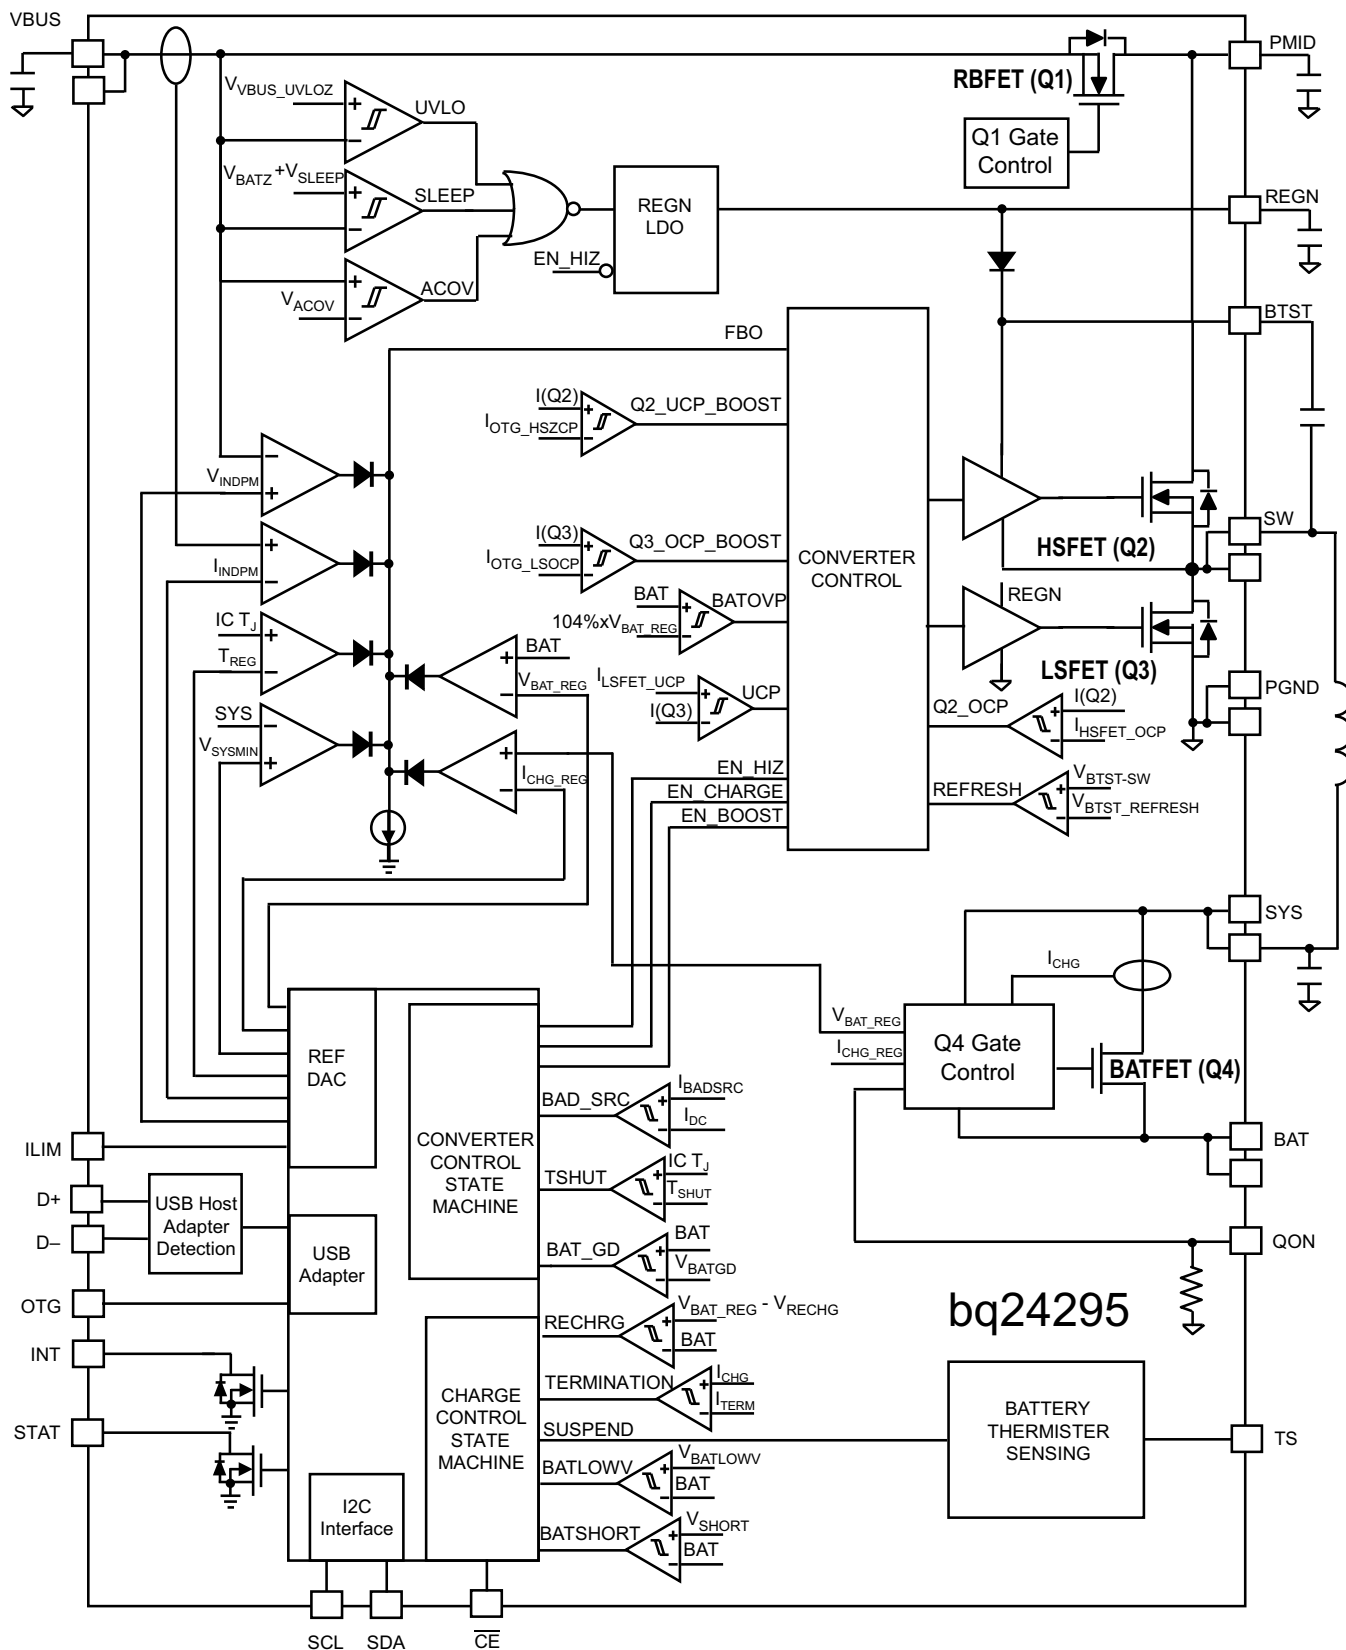 VBUS
PMID
RBFET (Q1)
Q1 Gate
Control
V_VBUS_UVLOZ
+
UVLO
–
V_BATZ +V_SLEEP
+
SLEEP
–
+
ACOV
V_ACOV
–
EN_HIZ
REGN
LDO
REGN
BTST
FBO
I(Q2)
+
Q2_UCP_BOOST
I_OTG_HSZCP
–
–
V_INDPM
+
I(Q3)
+
Q3_OCP_BOOST
I_OTG_LSOCP
–
+
I_INDPM
–
BAT
+
BATOVP
104%xV_BAT_REG
–
CONVERTER
CONTROL
HSFET (Q2)
SW
REGN
LSFET (Q3)
PGND
IC T_J
+
T_REG
–
+
BAT
V_BAT_REG
–
I_LSFET_UCP
+
UCP
I(Q3)
–
Q2_OCP
I(Q2)
+
I_HSFET_OCP
–
SYS
–
V_SYSMIN
+
+
I_CHG_REG
–
EN_HIZ
EN_CHARGE
EN_BOOST
REFRESH
V_BTST-SW
+
V_BTST_REFRESH
–
SYS
I_CHG
V_BAT_REG
I_CHG_REG
Q4 Gate
Control
BATFET (Q4)
BAT
QON
REF
DAC
CONVERTER
CONTROL
STATE
MACHINE
BAD_SRC
+
I_BADSRC
–
I_DC
TSHUT
+
IC T_J
–
T_SHUT
BAT_GD
+
BAT
–
V_BATGD
ILIM
D+
D–
USB Host
Adapter
Detection
USB
Adapter
OTG
INT
STAT
RECHRG
+
V_BAT_REG - V_RECHG
–
BAT
TERMINATION
+
I_CHG
–
I_TERM
CHARGE
CONTROL
STATE
MACHINE
SUSPEND
BATLOWV
+
V_BATLOWV
–
BAT
BATSHORT
+
V_SHORT
–
BAT
bq24295
BATTERY
THERMISTER
SENSING
TS
I2C
Interface
SCL
SDA
CE